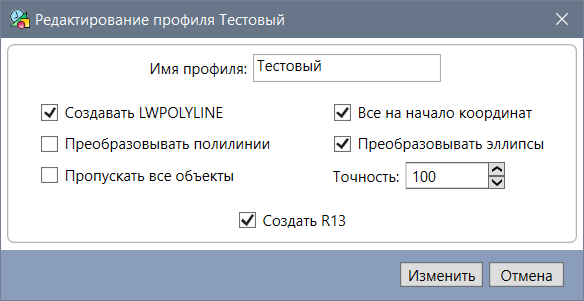 Редактирование профиля Тестовый
Имя профиля: Тестовый
Создавать LWPOLYLINE Все на начало координат
Преобразовывать полилинии Преобразовывать эллипсы
Пропускать все объекты Точность: 100
Создать R13
Изменить Отмена